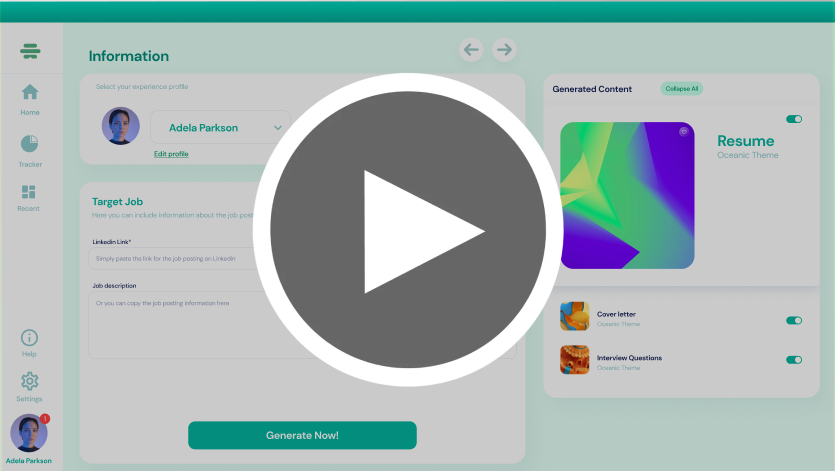 Information
Select your experience profile
Adela Parkson
Edit profile
Target Job
Here you can include information about the job post
Linkedin Link*
Simply paste the link for the job posting on Linkedin
Job description
Or you can copy the job posting information here
Generate Now!
Home
Tracker
Recent
Help
Settings
1
Adela Parkson
Generated Content
Collapse All
Resume
Oceanic Theme
Cover letter
Oceanic Theme
Interview Questions
Oceanic Theme